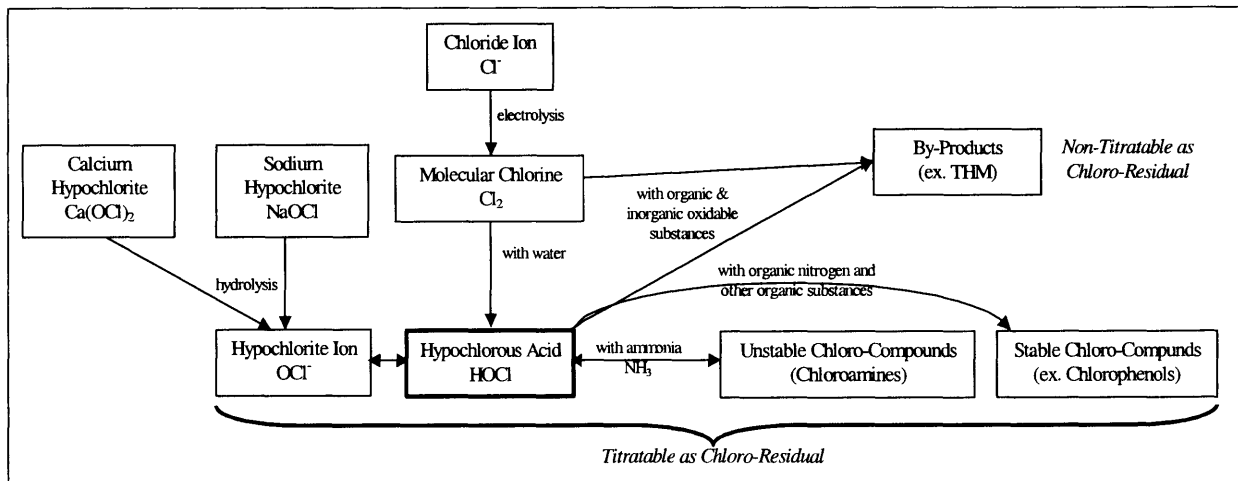 Chloride Ion
Cl⁻
electrolysis
Calcium
Hypochlorite
Ca(OCl)₂
Sodium
Hypochlorite
NaOCl
Molecular Chlorine
Cl₂
By-Products
(ex. THM)
Non-Titratable as
Chloro-Residual
with organic &
inorganic oxidable
substances
with water
hydrolysis
with organic nitrogen and
other organic substances
Hypochlorite Ion
OCl⁻
Hypochlorous Acid
HOCl
with ammonia
NH₃
Unstable Chloro-Compounds
(Chloroamines)
Stable Chloro-Compunds
(ex. Chlorophenols)
Titratable as Chloro-Residual